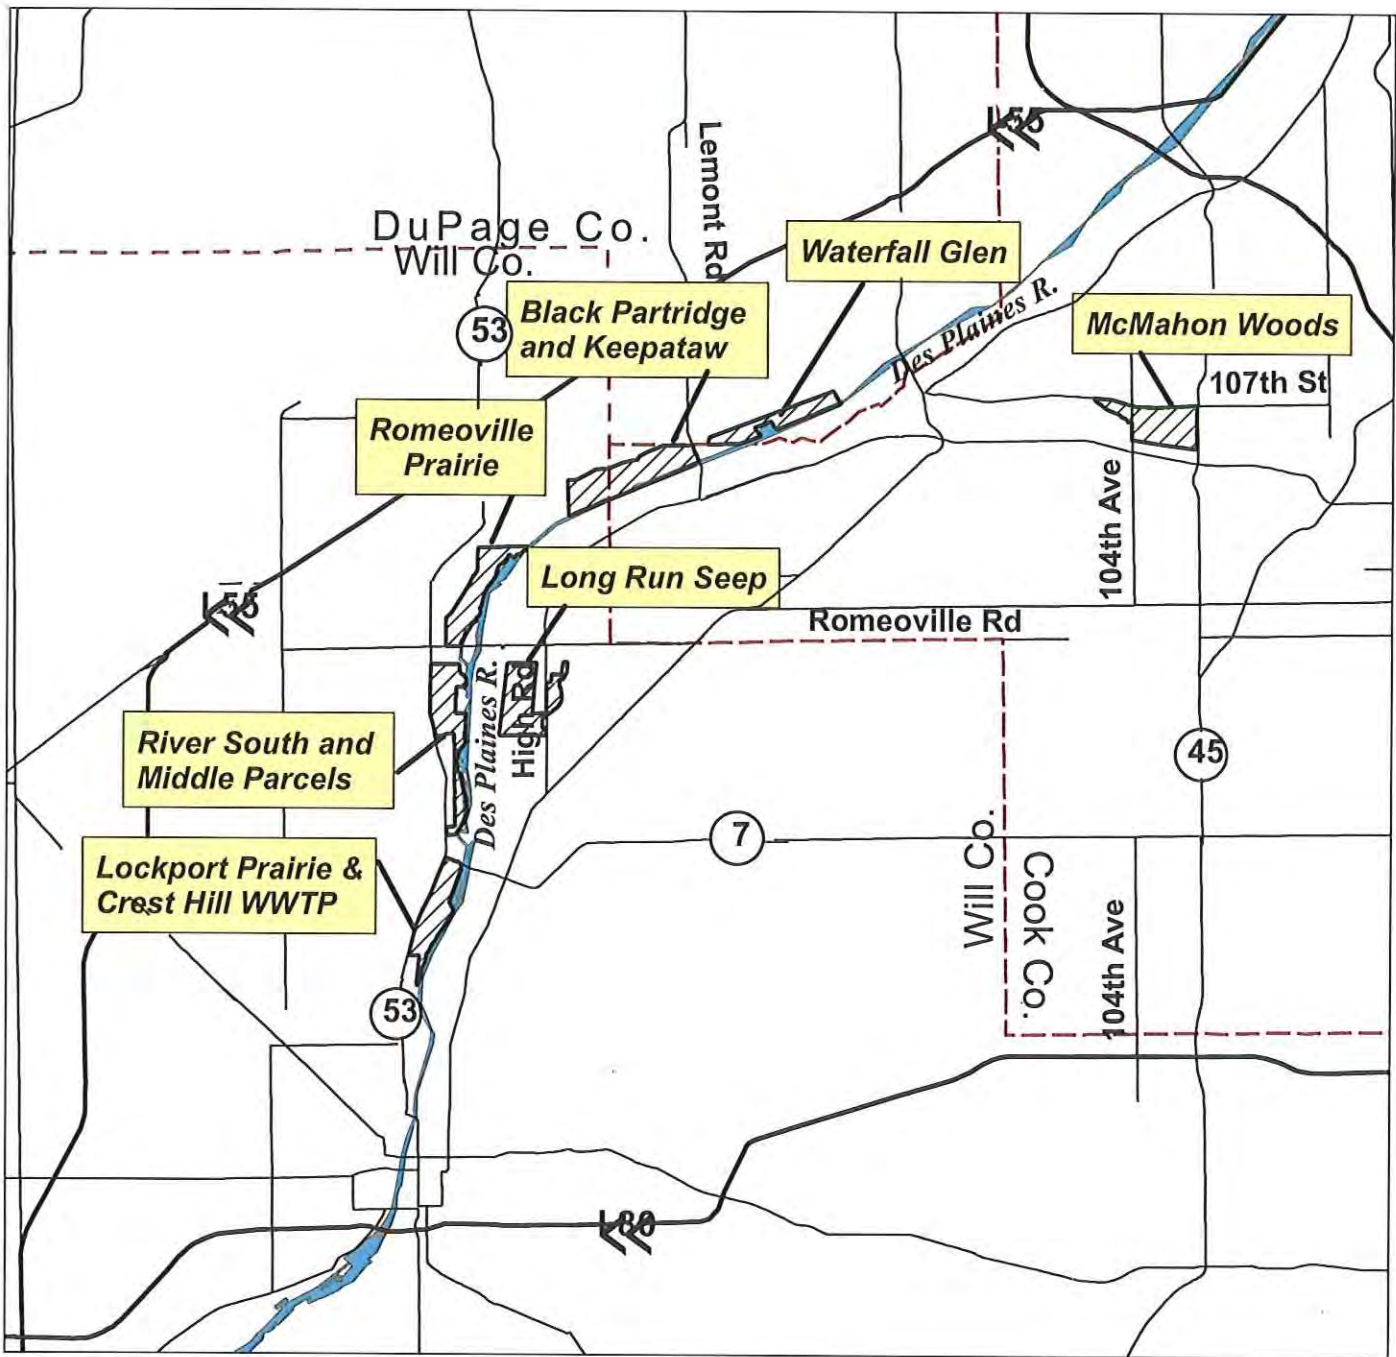 I-55
Lemont Rd
DuPage Co.
Will Co.
Waterfall Glen
Des Plaines R.
53
Black Partridge
and Keepataw
McMahon Woods
107th St
Romeoville
Prairie
104th Ave
Long Run Seep
I-55
Romeoville Rd
Des Plaines R.
High Rd
River South and
Middle Parcels
45
7
Will Co.
Cook Co.
Lockport Prairie &
Crest Hill WWTP
104th Ave
53
I-80